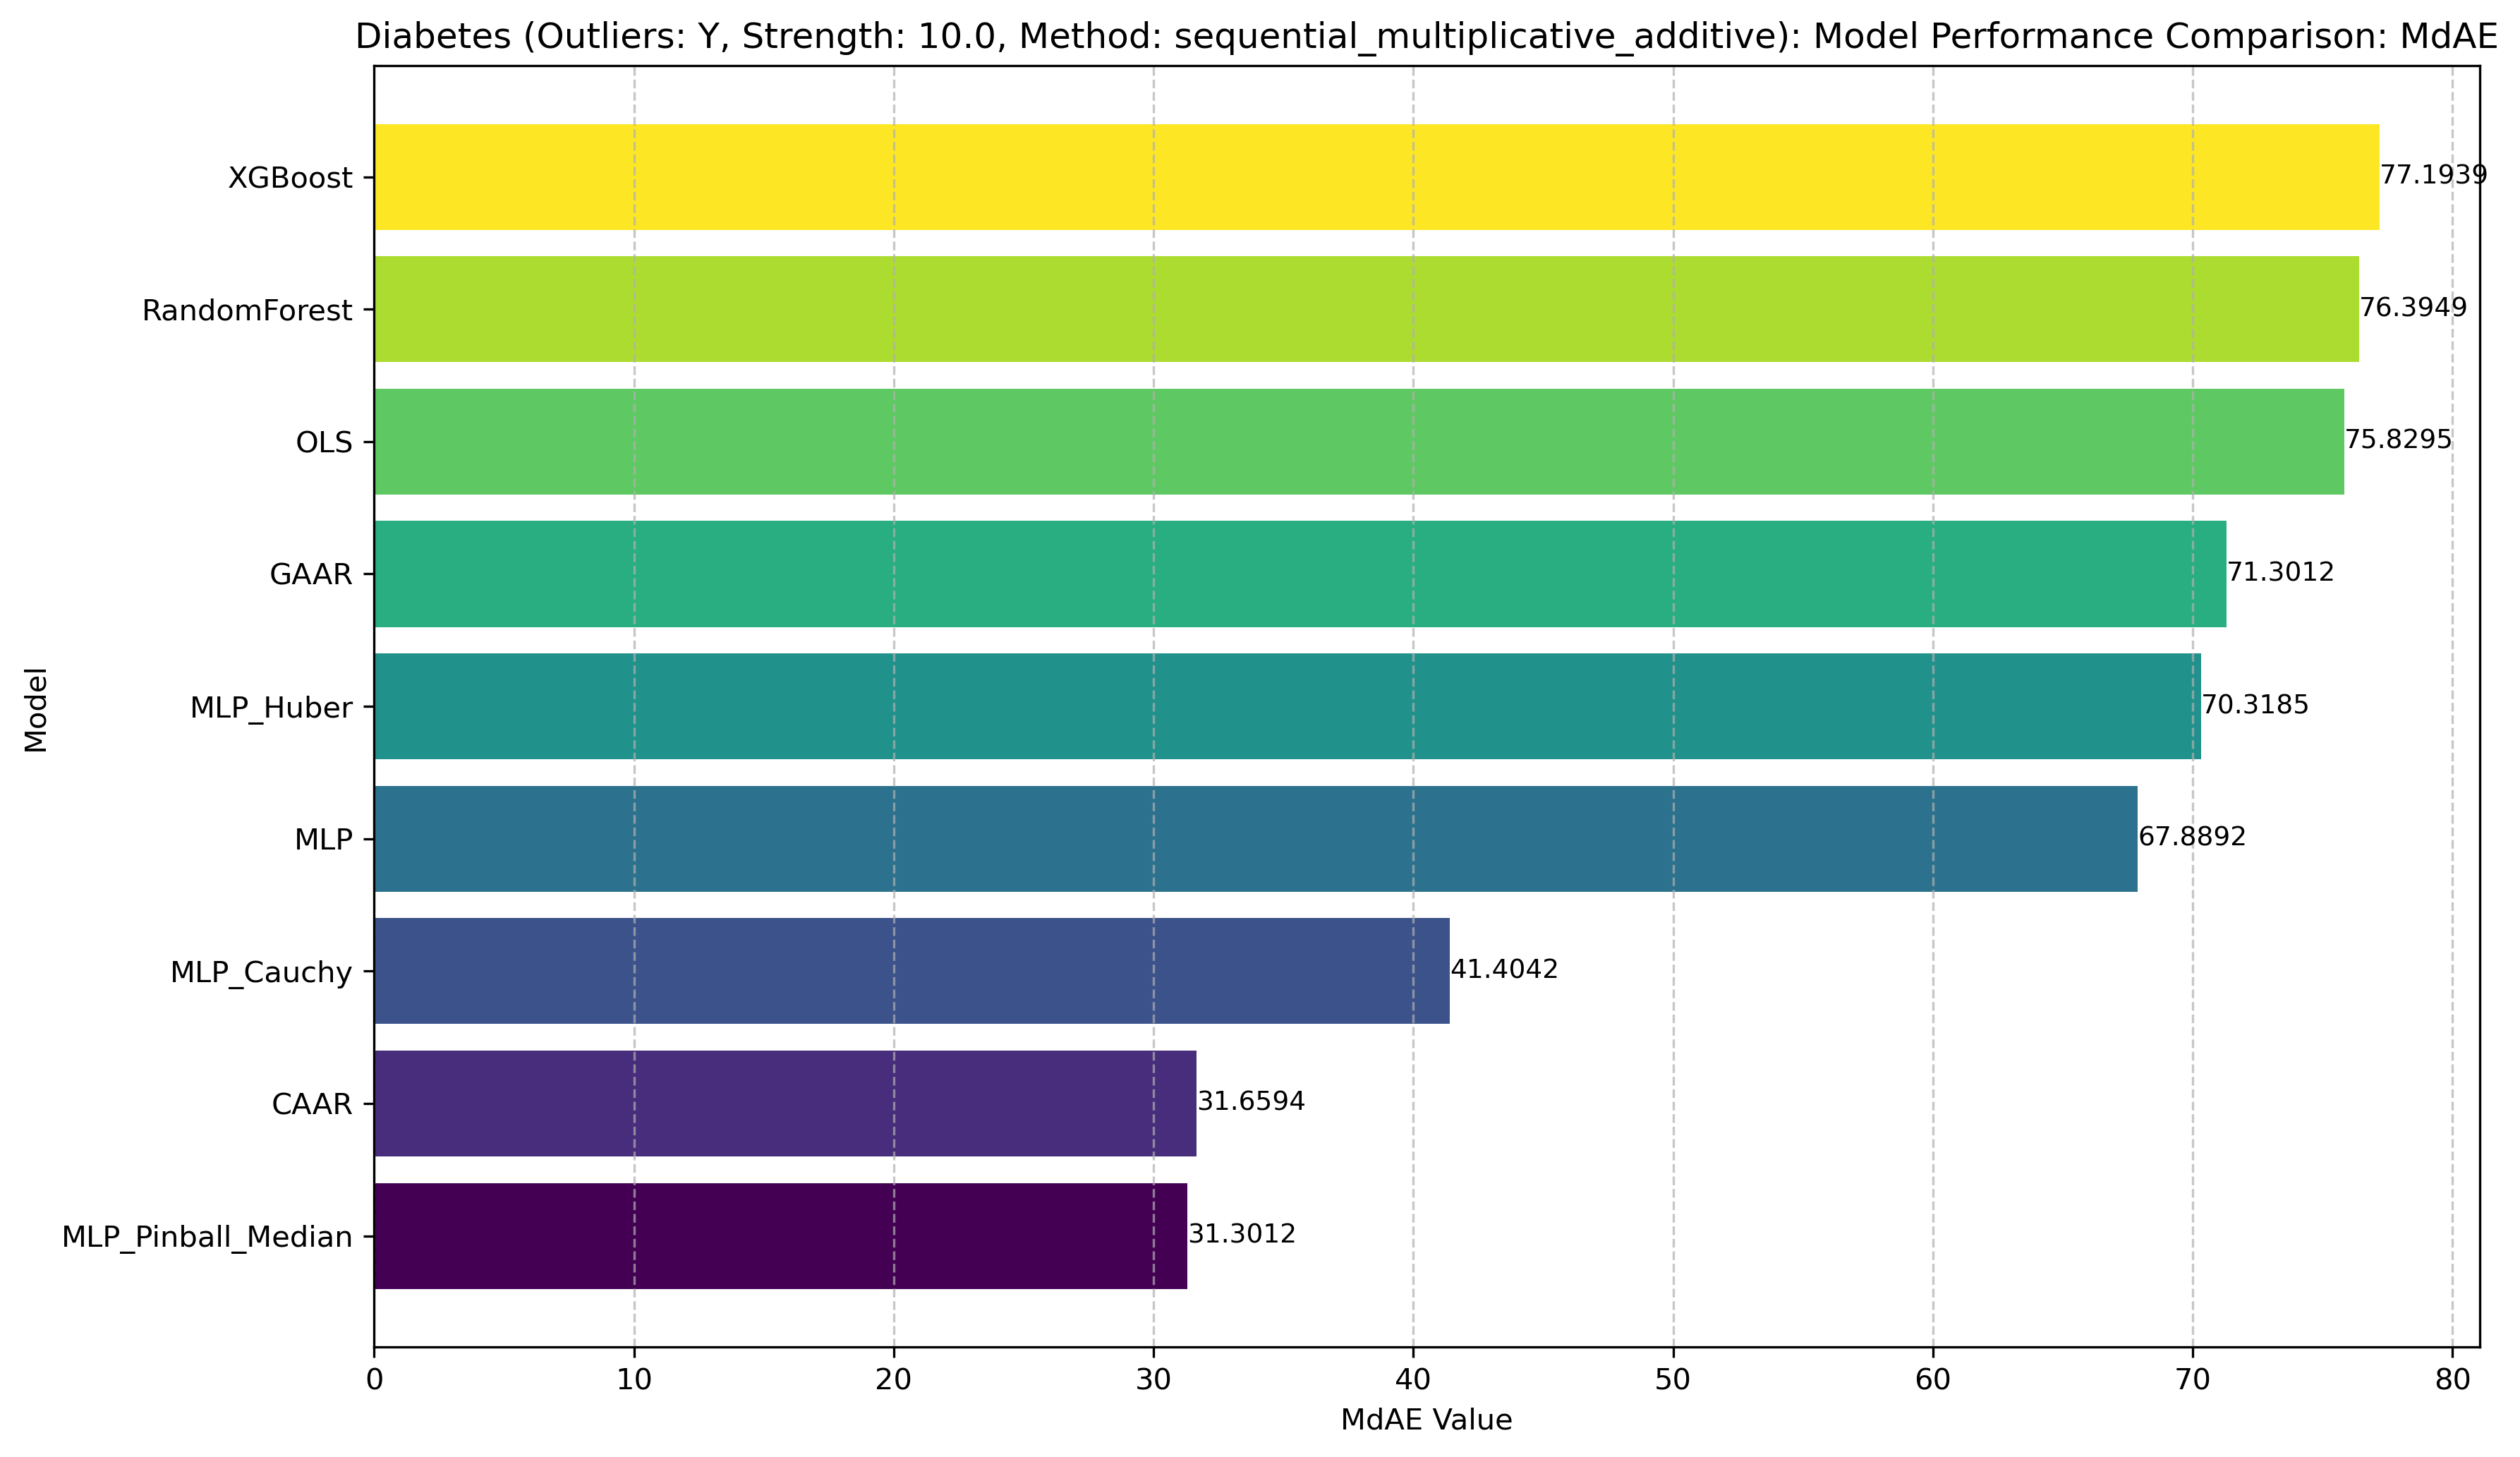 Diabetes (Outliers: Y, Strength: 10.0, Method: sequential_multiplicative_additive): Model Performance Comparison: MdAE
Model
XGBoost 77.1939
RandomForest 76.3949
OLS 75.8295
GAAR 71.3012
MLP_Huber 70.3185
MLP 67.8892
MLP_Cauchy 41.4042
CAAR 31.6594
MLP_Pinball_Median 31.3012
0 10 20 30 40 50 60 70 80
MdAE Value